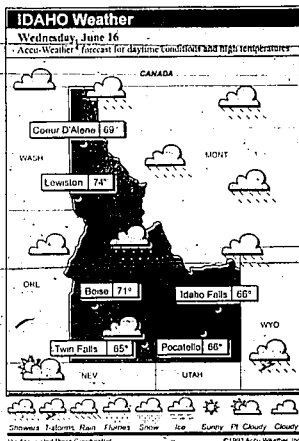 IDAHO Weather
Wednesday, June 16
Accu-Weather® forecast for daytime conditions and high temperatures
CANADA
Coeur D'Alene 69°
WASH
MONT
Lewiston 74°
ORE
Boise 71°
Idaho Falls 66°
WYO
Twin Falls 65°
Pocatello 66°
NEV
UTAH
Showers T-storms Rain Flurries Snow Ice Sunny Pt. Cloudy Cloudy
Accu-Weather, Inc.